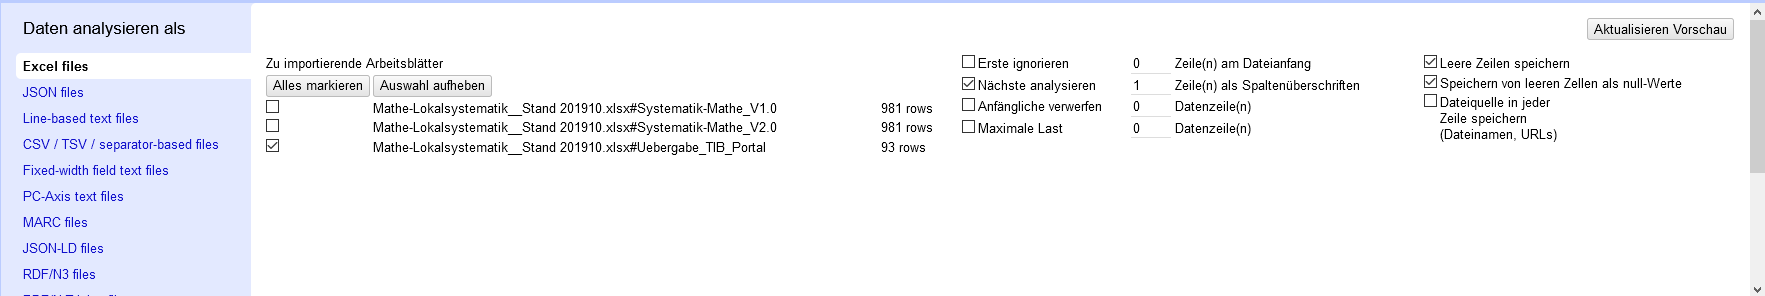 Daten analysieren als
Aktualisieren Vorschau
Excel files
JSON files
Line-based text files
CSV / TSV / separator-based files
Fixed-width field text files
PC-Axis text files
MARC files
JSON-LD files
RDF/N3 files
Zu importierende Arbeitsblätter
Alles markieren Auswahl aufheben
Mathe-Lokalsystematik__Stand 201910.xlsx#Systematik-Mathe_V1.0 981 rows
Mathe-Lokalsystematik__Stand 201910.xlsx#Systematik-Mathe_V2.0 981 rows
Mathe-Lokalsystematik__Stand 201910.xlsx#Uebergabe_TIB_Portal 93 rows
Erste ignorieren 0 Zeile(n) am Dateianfang
Nächste analysieren 1 Zeile(n) als Spaltenüberschriften
Anfängliche verwerfen 0 Datenzeile(n)
Maximale Last 0 Datenzeile(n)
Leere Zeilen speichern
Speichern von leeren Zellen als null-Werte
Dateiquelle in jeder
Zeile speichern
(Dateinamen, URLs)